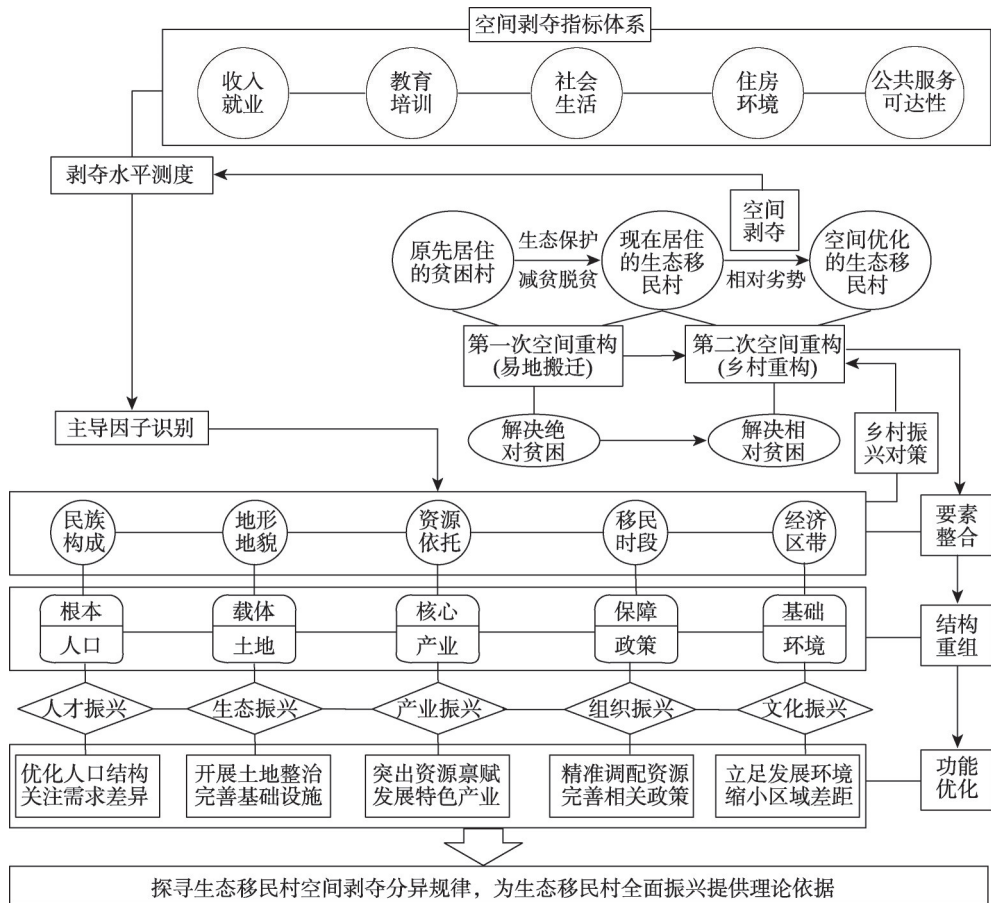 空间剥夺指标体系
收入
就业
教育
培训
社会
生活
住房
环境
公共服务
可达性
剥夺水平测度
空间
剥夺
原先居住
的贫困村
生态保护
减贫脱贫
现在居住
的生态移
民村
相对劣势
空间优化
的生态移
民村
第一次空间重构
(易地搬迁)
第二次空间重构
(乡村重构)
主导因子识别
解决绝
对贫困
解决相
对贫困
乡村振
兴对策
民族
构成
地形
地貌
资源
依托
移民
时段
经济
区带
要素
整合
根本
人口
载体
土地
核心
产业
保障
政策
基础
环境
结构
重组
人才振兴
生态振兴
产业振兴
组织振兴
文化振兴
优化人口结构
关注需求差异
开展土地整治
完善基础设施
突出资源禀赋
发展特色产业
精准调配资源
完善相关政策
立足发展环境
缩小区域差距
功能
优化
探寻生态移民村空间剥夺分异规律，为生态移民村全面振兴提供理论依据